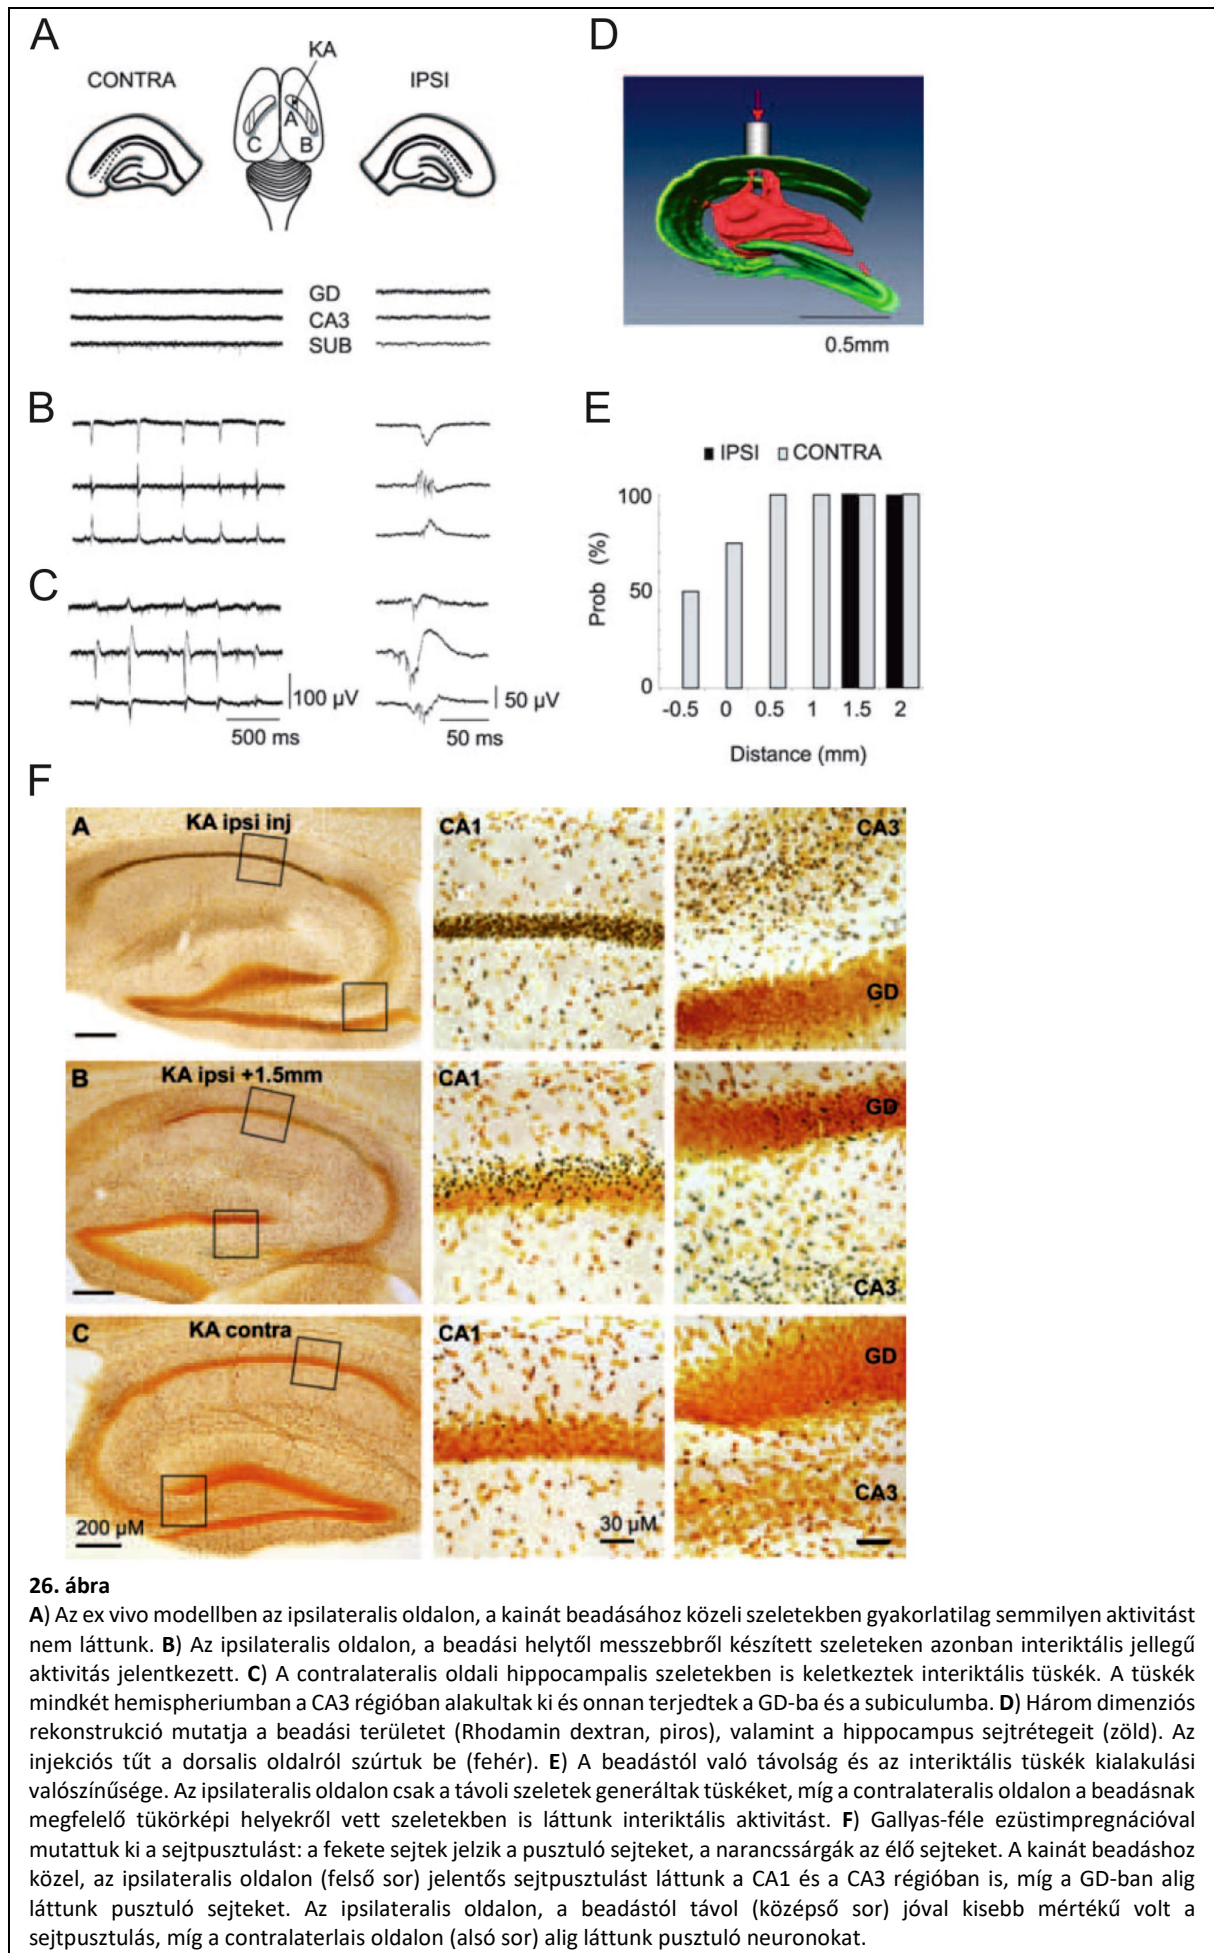 A
D
KA
CONTRA
IPSI
A
C
B
GD
CA3
SUB
0.5mm
B
E
IPSI CONTRA
100
50
0
Prob (%)
-0.5 0 0.5 1 1.5 2
Distance (mm)
C
100 µV
50 µV
500 ms
50 ms
F
A
KA ipsi inj
CA1
CA3
GD
B
KA ipsi +1.5mm
CA1
GD
CA3
C
KA contra
CA1
GD
CA3
200 µM
30 µM
26. ábra
A) Az ex vivo modellben az ipsilateralis oldalon, a kainát beadásához közeli szeletekben gyakorlatilag semmilyen aktivitást
nem láttunk. B) Az ipsilateralis oldalon, a beadási helytől messzebbről készített szeleteken azonban interiktális jellegű
aktivitás jelentkezett. C) A contralateralis oldali hippocampalis szeletekben is keletkeztek interiktális tüskék. A tüskék
mindkét hemispheriumban a CA3 régióban alakultak ki és onnan terjedtek a GD-ba és a subiculumba. D) Három dimenziós
rekonstrukció mutatja a beadási területet (Rhodamin dextran, piros), valamint a hippocampus sejtrétegeit (zöld). Az
injekciós tűt a dorsalis oldalról szúrtuk be (fehér). E) A beadástól való távolság és az interiktális tüskék kialakulási
valószínűsége. Az ipsilateralis oldalon csak a távoli szeletek generáltak tüskéket, míg a contralateralis oldalon a beadásnak
megfelelő tükörképi helyekről vett szeletekben is láttunk interiktális aktivitást. F) Gallyas-féle ezüstimpregnációval
mutattuk ki a sejtpusztulást: a fekete sejtek jelzik a pusztuló sejteket, a narancssárgák az élő sejteket. A kainát beadáshoz
közel, az ipsilateralis oldalon (felső sor) jelentős sejtpusztulást láttunk a CA1 és a CA3 régióban is, míg a GD-ban alig
láttunk pusztuló sejteket. Az ipsilateralis oldalon, a beadástól távol (középső sor) jóval kisebb mértékű volt a
sejtpusztulás, míg a contralaterlais oldalon (alsó sor) alig láttunk pusztuló neuronokat.